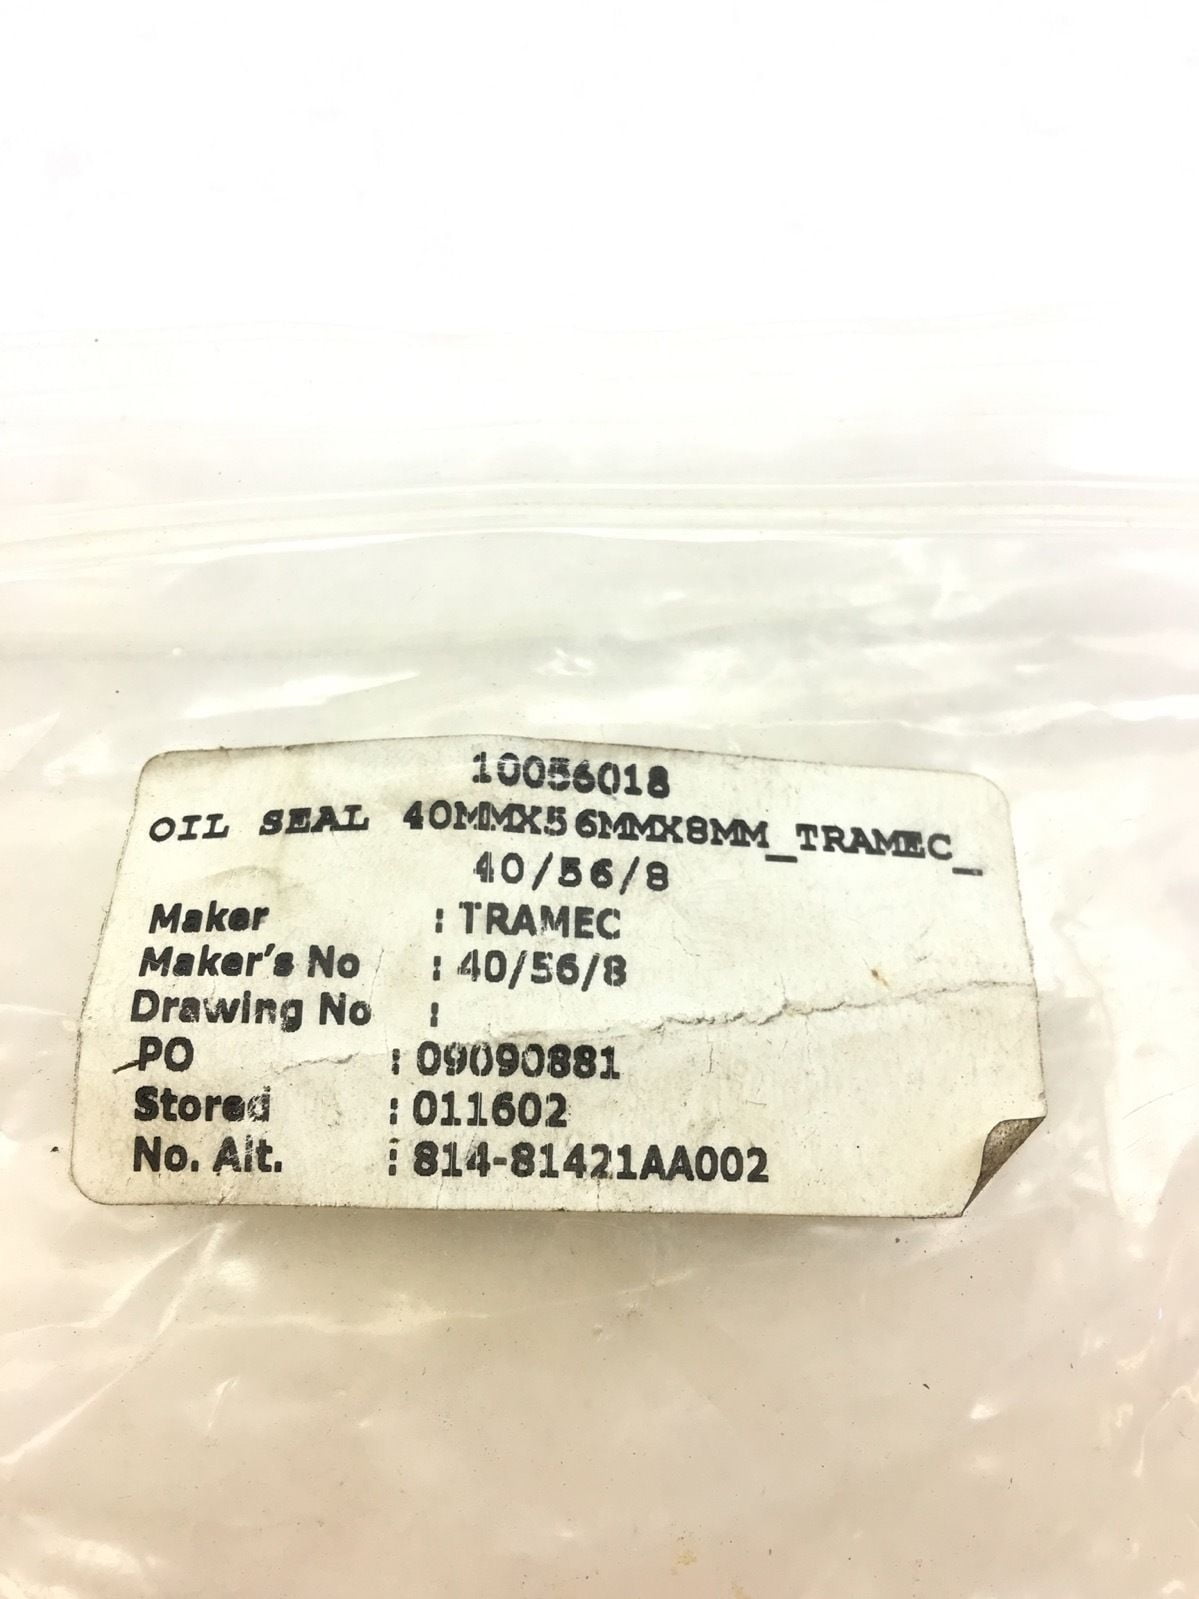 10056018
OIL SEAL 40MMX56MMX8MM_TRAMEC_
40/56/8
Maker : TRAMEC
Maker's No : 40/56/8
Drawing No :
PO : 09090881
Stored : 011602
No. Alt. : 814-81421AA002